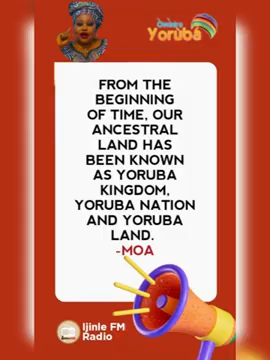 Yoruba
FROM THE
BEGINNING
OF TIME, OUR
ANCESTRAL
LAND HAS
BEEN KNOWN
AS YORUBA
KINGDOM,
YORUBA NATION
AND YORUBA
LAND.
-MOA
Ijinle FM
Radio